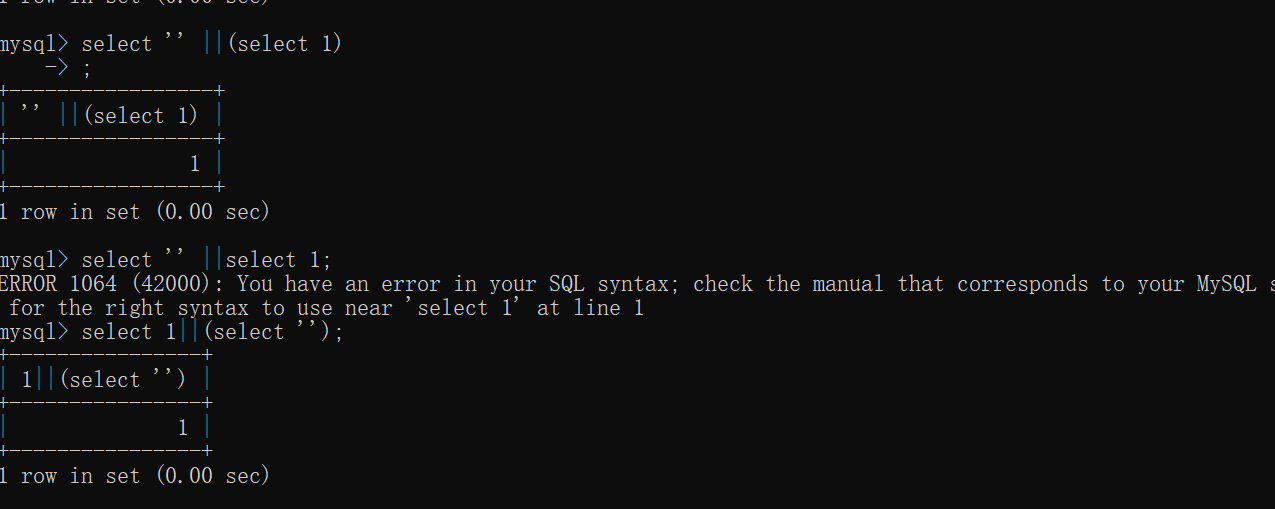 1 row in set (0.00 sec)
mysql> select '' ||(select 1)
    -> ;
+-----------------+
| '' ||(select 1) |
+-----------------+
|               1 |
+-----------------+
1 row in set (0.00 sec)
mysql> select '' ||select 1;
ERROR 1064 (42000): You have an error in your SQL syntax; check the manual that corresponds to your MySQL s
 for the right syntax to use near 'select 1' at line 1
mysql> select 1||(select '');
+----------------+
| 1||(select '') |
+----------------+
|              1 |
+----------------+
1 row in set (0.00 sec)